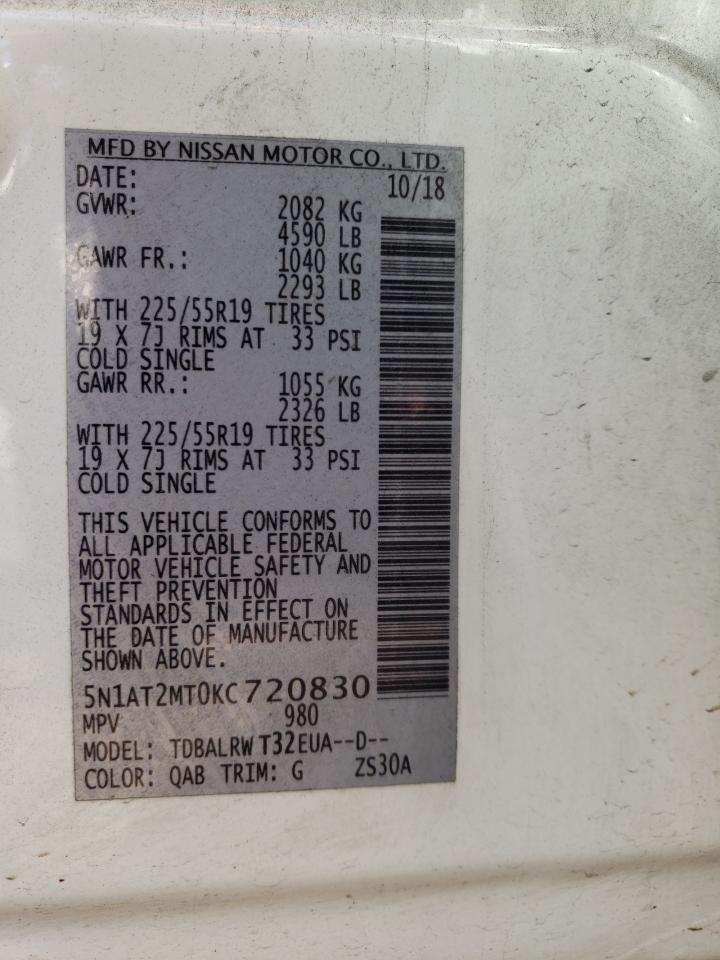 MFD BY NISSAN MOTOR CO., LTD.
DATE: 10/18
GVWR: 2082 KG
4590 LB
GAWR FR.: 1040 KG
2293 LB
WITH 225/55R19 TIRES
19 X 7J RIMS AT 33 PSI
COLD SINGLE
GAWR RR.: 1055 KG
2326 LB
WITH 225/55R19 TIRES
19 X 7J RIMS AT 33 PSI
COLD SINGLE
THIS VEHICLE CONFORMS TO
ALL APPLICABLE FEDERAL
MOTOR VEHICLE SAFETY AND
THEFT PREVENTION
STANDARDS IN EFFECT ON
THE DATE OF MANUFACTURE
SHOWN ABOVE.
5N1AT2MT0KC720830
MPV 980
MODEL: TDBALRW T32EUA--D--
COLOR: QAB TRIM: G ZS30A